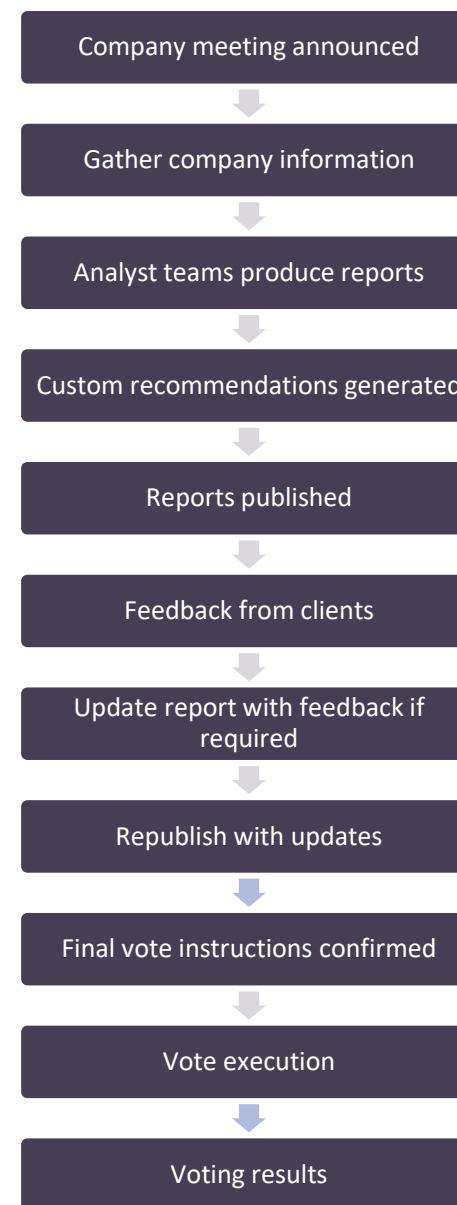 Company meeting announced
Gather company information
Analyst teams produce reports
Custom recommendations generated
Reports published
Feedback from clients
Update report with feedback if
required
Republish with updates
Final vote instructions confirmed
Vote execution
Voting results